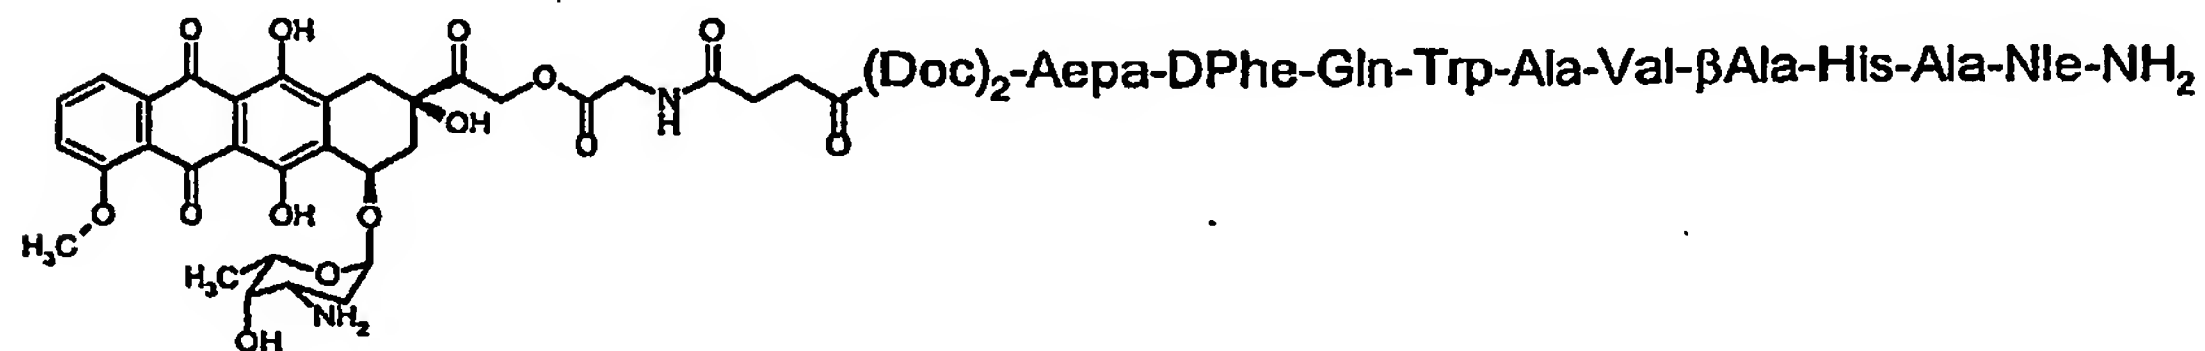 O OH O O (Doc)₂-Aepa-DPhe-Gln-Trp-Ala-Val-βAla-His-Ala-Nle-NH₂
O
OH N
H
O O
O O OH O
H₃C
H₃C O
NH₂
OH